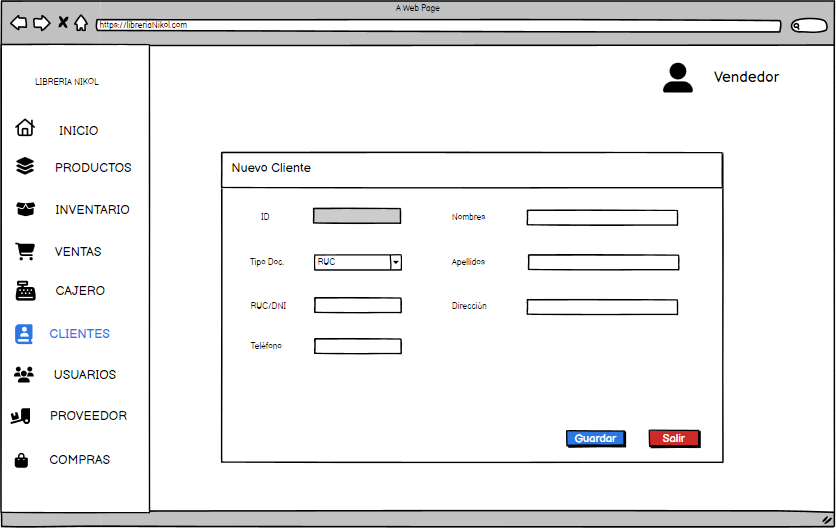 A Web Page
https://libreriaNikol.com
LIBRERIA NIKOL
Vendedor
INICIO
PRODUCTOS
INVENTARIO
VENTAS
CAJERO
CLIENTES
USUARIOS
PROVEEDOR
COMPRAS
Nuevo Cliente
ID
Nombres
Tipo Doc.
RUC
Apellidos
RUC/DNI
Dirección
Teléfono
Guardar
Salir